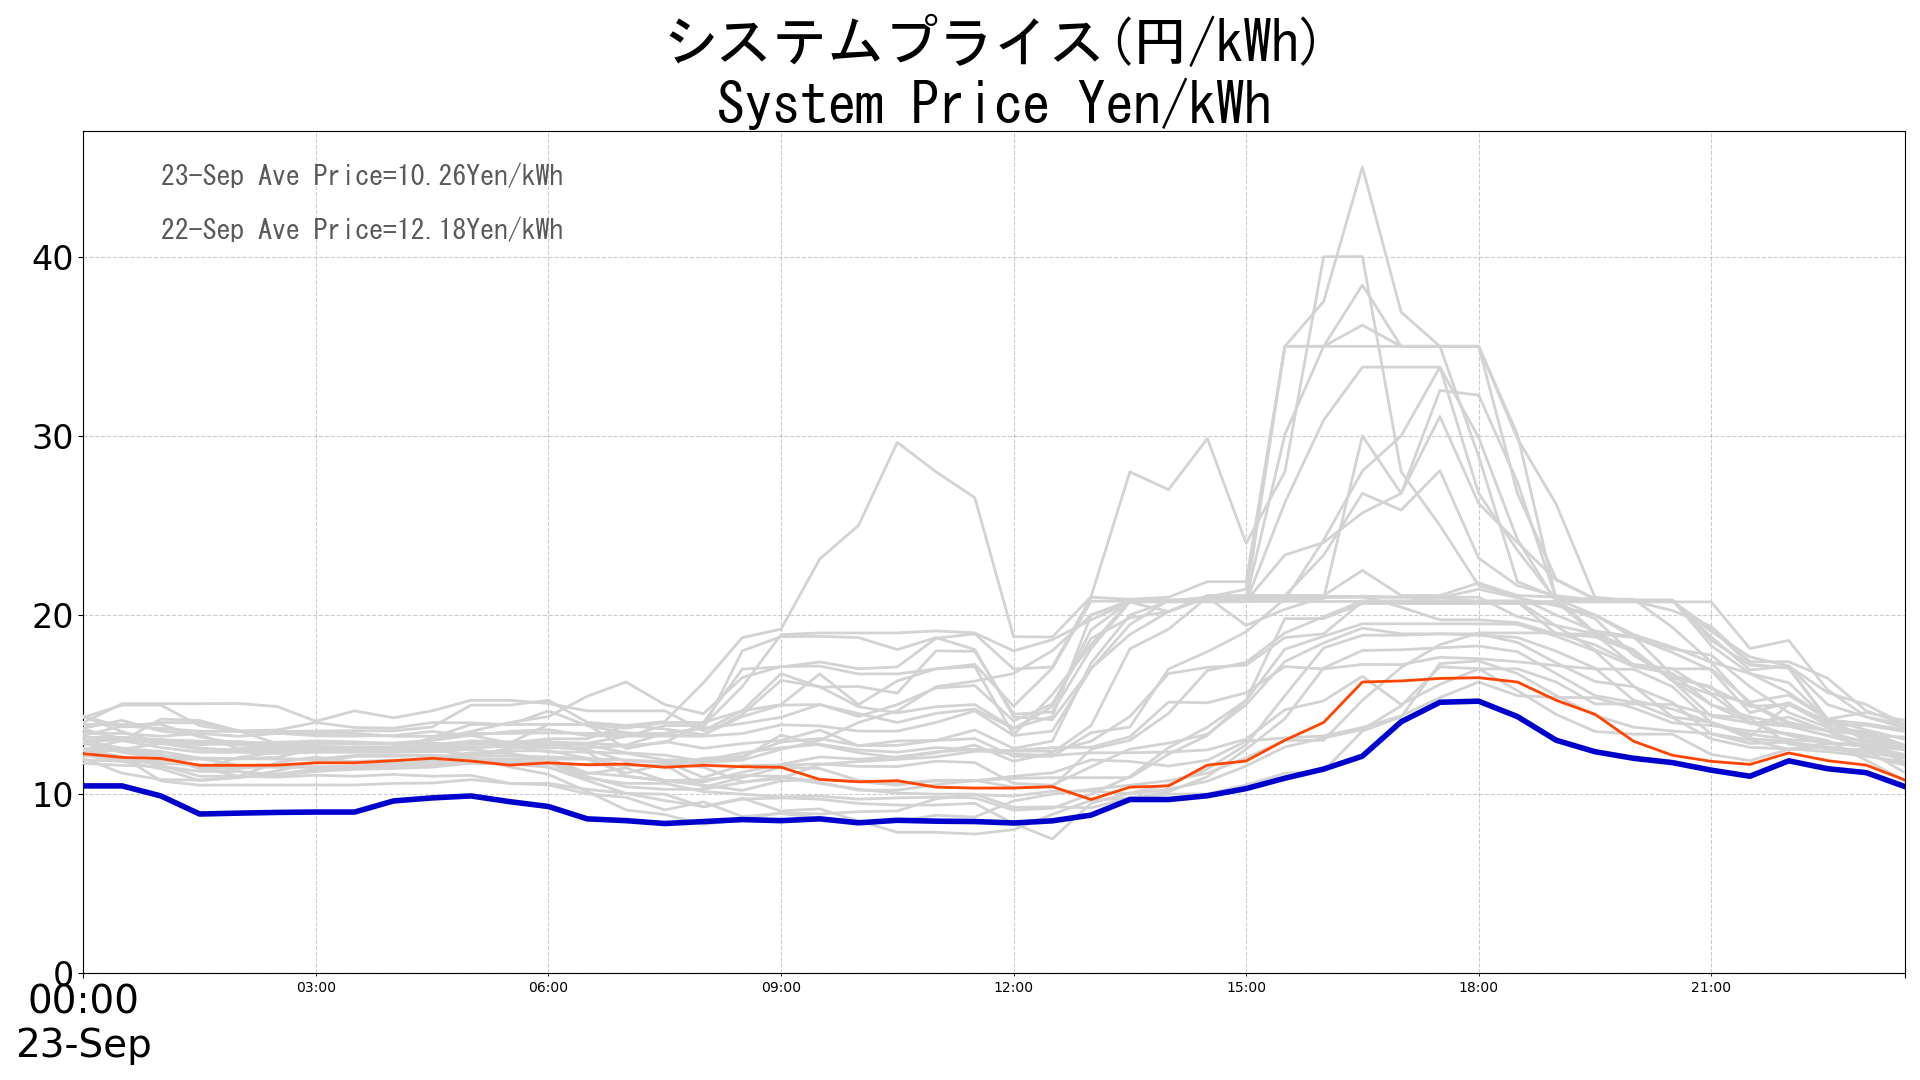 システムプライス(円/kWh)
System Price Yen/kWh
23-Sep Ave Price=10.26Yen/kWh
22-Sep Ave Price=12.18Yen/kWh
40
30
20
10
0
00:00 03:00 06:00 09:00 12:00 15:00 18:00 21:00
23-Sep